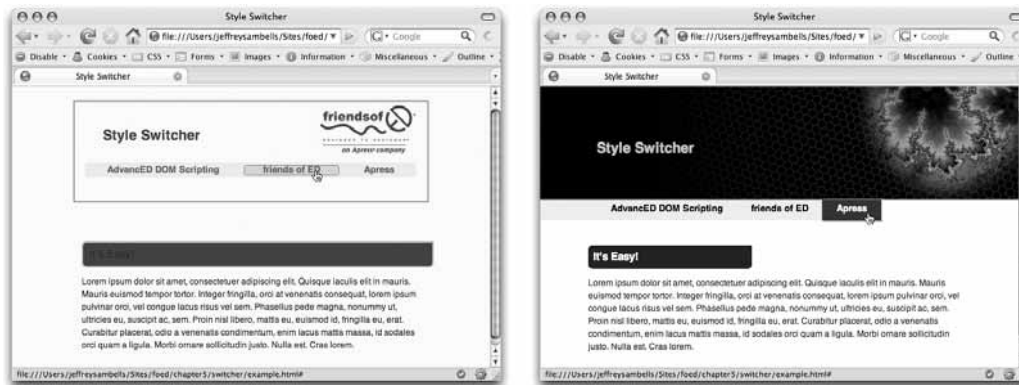 Style Switcher
file:///Users/jeffreysambells/Sites/foed/
Google
Disable Cookies CSS Forms Images Information Miscellaneous Outline
Style Switcher
Style Switcher
friendsof
DESIGNER TO DESIGNER
an Apress company
AdvancED DOM Scripting friends of ED Apress
It's Easy!
Lorem ipsum dolor sit amet, consectetuer adipiscing elit. Quisque iaculis elit in mauris.
Mauris euismod tempor tortor. Integer fringilla, orci at venenatis consequat, lorem ipsum
pulvinar orci, vel congue lacus risus vel sem. Phasellus pede magna, nonummy ut,
ultricies eu, suscipit ac, sem. Proin nisl libero, mattis eu, euismod id, fringilla eu, erat.
Curabitur placerat, odio a venenatis condimentum, enim lacus mattis massa, id sodales
orci quam a ligula. Morbi ornare sollicitudin justo. Nulla est. Cras lorem.
file:///Users/jeffreysambells/Sites/foed/chapter5/switcher/example.html#
Style Switcher
file:///Users/jeffreysambells/Sites/foed/
Google
Disable Cookies CSS Forms Images Information Miscellaneous Outline
Style Switcher
Style Switcher
AdvancED DOM Scripting friends of ED Apress
It's Easy!
Lorem ipsum dolor sit amet, consectetuer adipiscing elit. Quisque iaculis elit in mauris.
Mauris euismod tempor tortor. Integer fringilla, orci at venenatis consequat, lorem ipsum
pulvinar orci, vel congue lacus risus vel sem. Phasellus pede magna, nonummy ut,
ultricies eu, suscipit ac, sem. Proin nisl libero, mattis eu, euismod id, fringilla eu, erat.
Curabitur placerat, odio a venenatis condimentum, enim lacus mattis massa, id sodales
orci quam a ligula. Morbi ornare sollicitudin
justo. Nulla est. Cras lorem.
file:///Users/jeffreysambells/Sites/foed/chapter5/switcher/example.html#